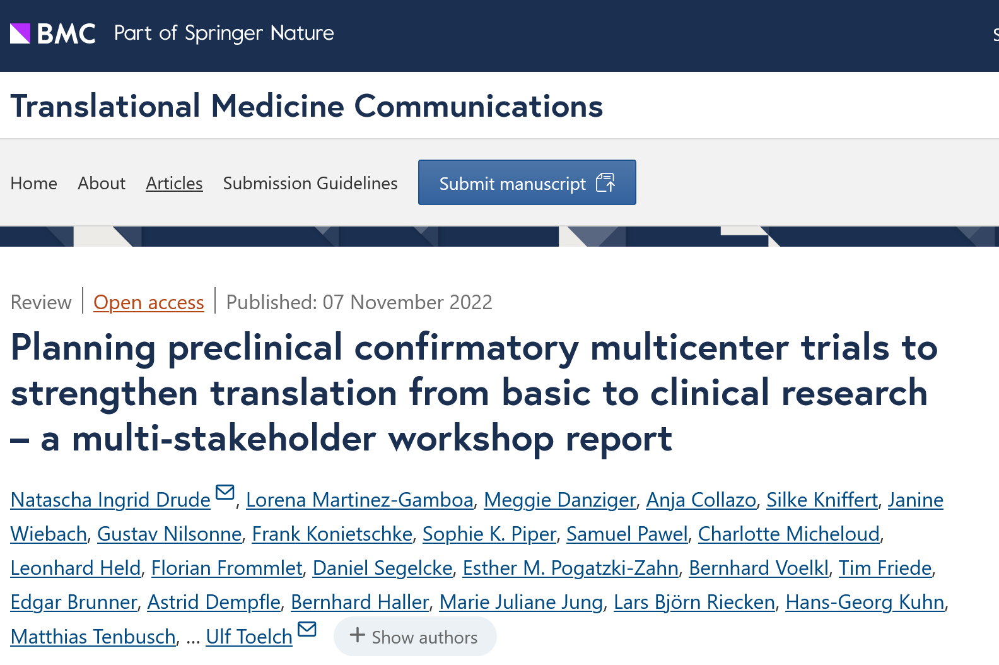 BMC Part of Springer Nature
S
Translational Medicine Communications
Home About Articles Submission Guidelines Submit manuscript
Review Open access Published: 07 November 2022
Planning preclinical confirmatory multicenter trials to
strengthen translation from basic to clinical research
– a multi-stakeholder workshop report
Natascha Ingrid Drude, Lorena Martinez-Gamboa, Meggie Danziger, Anja Collazo, Silke Kniffert, Janine
Wiebach, Gustav Nilsonne, Frank Konietschke, Sophie K. Piper, Samuel Pawel, Charlotte Micheloud,
Leonhard Held, Florian Frommlet, Daniel Segelcke, Esther M. Pogatzki-Zahn, Bernhard Voelkl, Tim Friede,
Edgar Brunner, Astrid Dempfle, Bernhard Haller, Marie Juliane Jung, Lars Björn Riecken, Hans-Georg Kuhn,
Matthias Tenbusch, … Ulf Toelch + Show authors